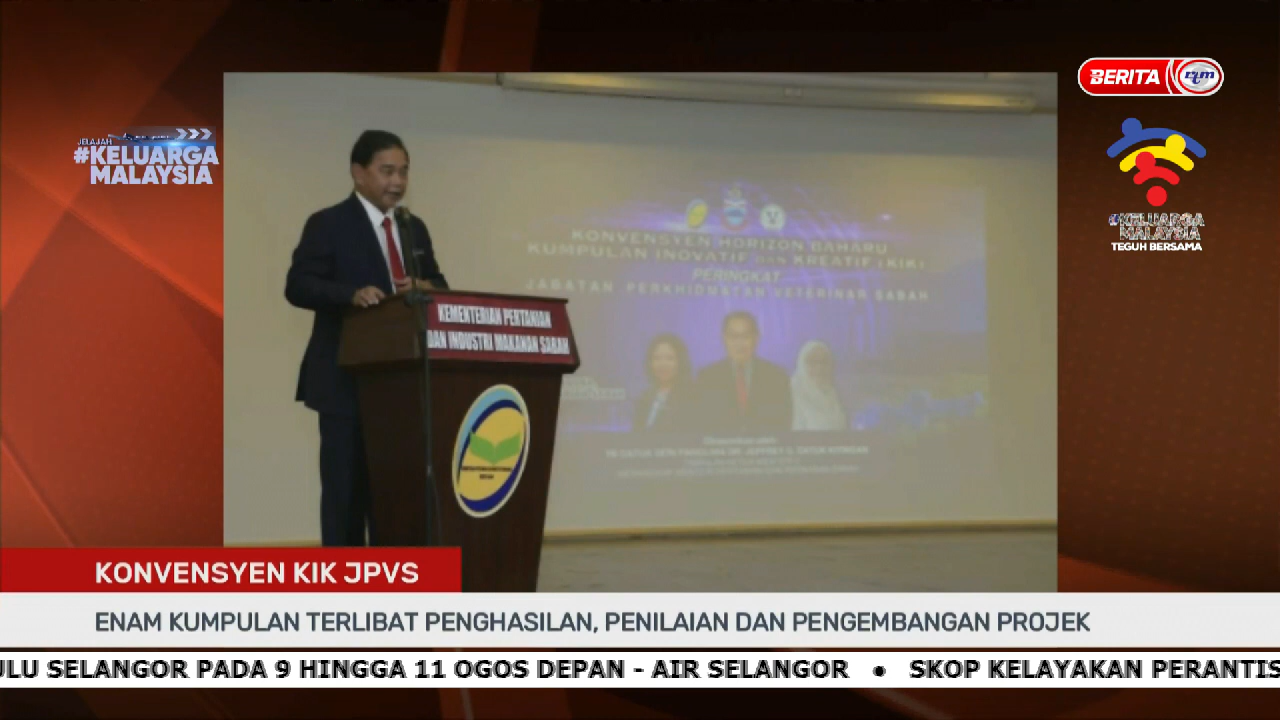 BERITA rtm
JELAJAH
#KELUARGA
MALAYSIA
#KELUARGA
MALAYSIA
TEGUH BERSAMA
KONVENSYEN HORIZON BAHARU
KUMPULAN INOVATIF DAN KREATIF (KIK)
PERINGKAT
JABATAN PERKHIDMATAN VETERINAR SABAH
KEMENTERIAN PERTANIAN
DAN INDUSTRI MAKANAN SABAH
KONVENSYEN KIK JPVS
ENAM KUMPULAN TERLIBAT PENGHASILAN, PENILAIAN DAN PENGEMBANGAN PROJEK
ULU SELANGOR PADA 9 HINGGA 11 OGOS DEPAN - AIR SELANGOR • SKOP KELAYAKAN PERANTIS